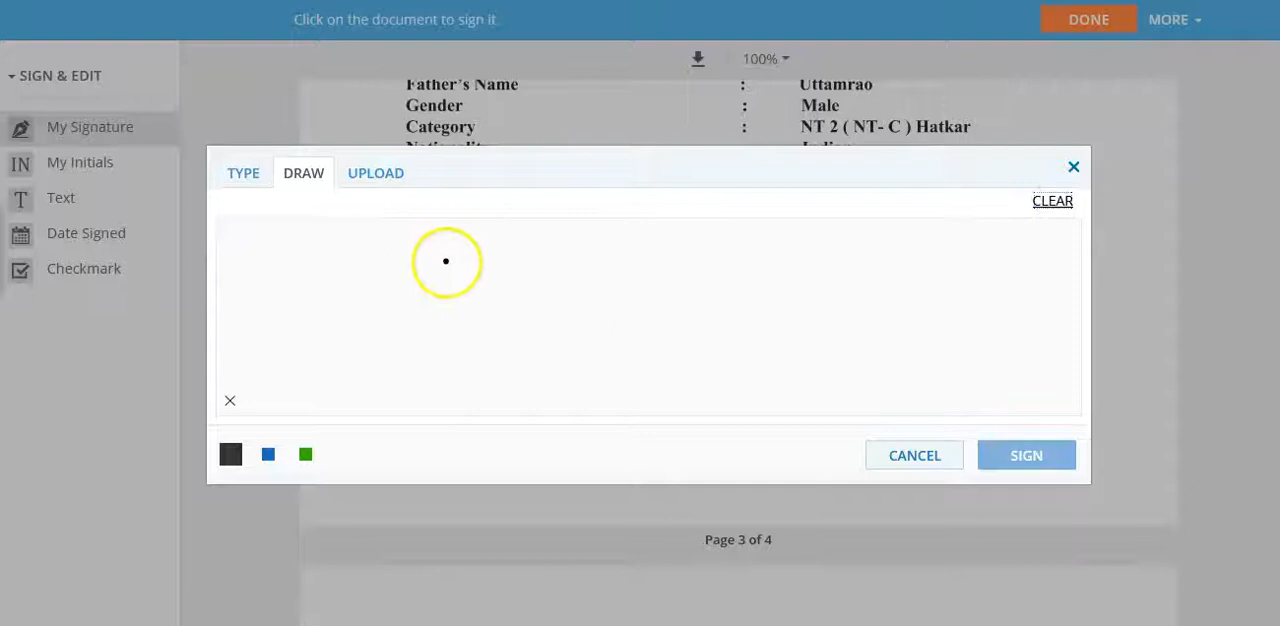 Click on the document to sign it.
DONE
MORE
SIGN & EDIT
100%
My Signature
My Initials
Text
Date Signed
Checkmark
Father's Name : Uttamrao
Gender : Male
Category : NT 2 ( NT- C ) Hatkar
TYPE
DRAW
UPLOAD
CLEAR
CANCEL
SIGN
Page 3 of 4